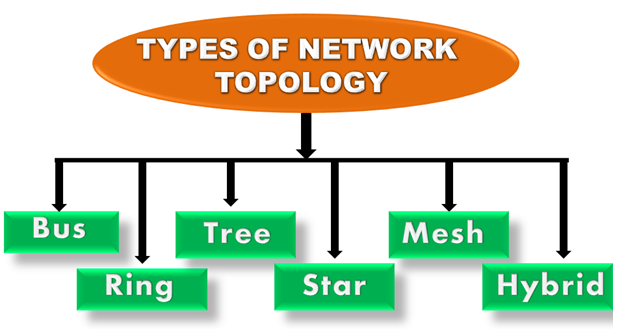 TYPES OF NETWORK
TOPOLOGY
Bus
Tree
Mesh
Ring
Star
Hybrid